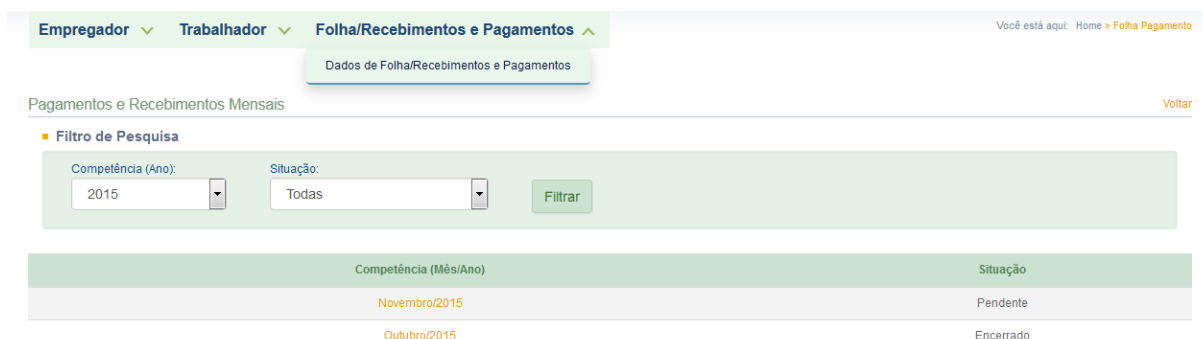 Empregador Trabalhador Folha/Recebimentos e Pagamentos
Você está aqui: Home > Folha Pagamento
Dados de Folha/Recebimentos e Pagamentos
Pagamentos e Recebimentos Mensais Voltar
Filtro de Pesquisa
Competência (Ano): Situação:
2015 Todas Filtrar
Competência (Mês/Ano) Situação
Novembro/2015 Pendente
Outubro/2015 Encerrado